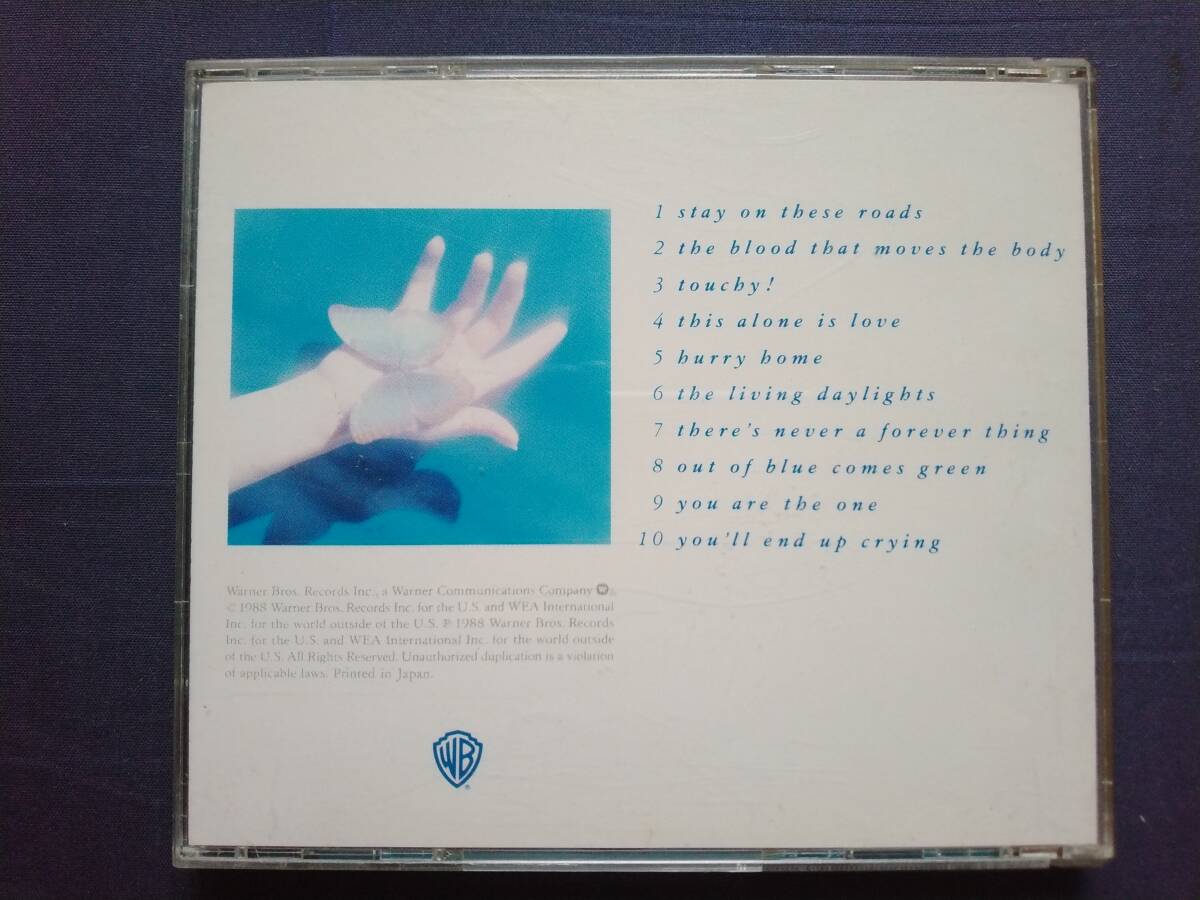 1 stay on these roads
2 the blood that moves the body
3 touchy!
4 this alone is love
5 hurry home
6 the living daylights
7 there's never a forever thing
8 out of blue comes green
9 you are the one
10 you'll end up crying
Warner Bros. Records Inc., a Warner Communications Company
© 1988 Warner Bros. Records Inc. for the U.S. and WEA International
Inc. for the world outside of the U.S. ℗ 1988 Warner Bros. Records
Inc. for the U.S. and WEA International Inc. for the world outside
of the U.S. All Rights Reserved. Unauthorized duplication is a violation
of applicable laws. Printed in Japan.
WB